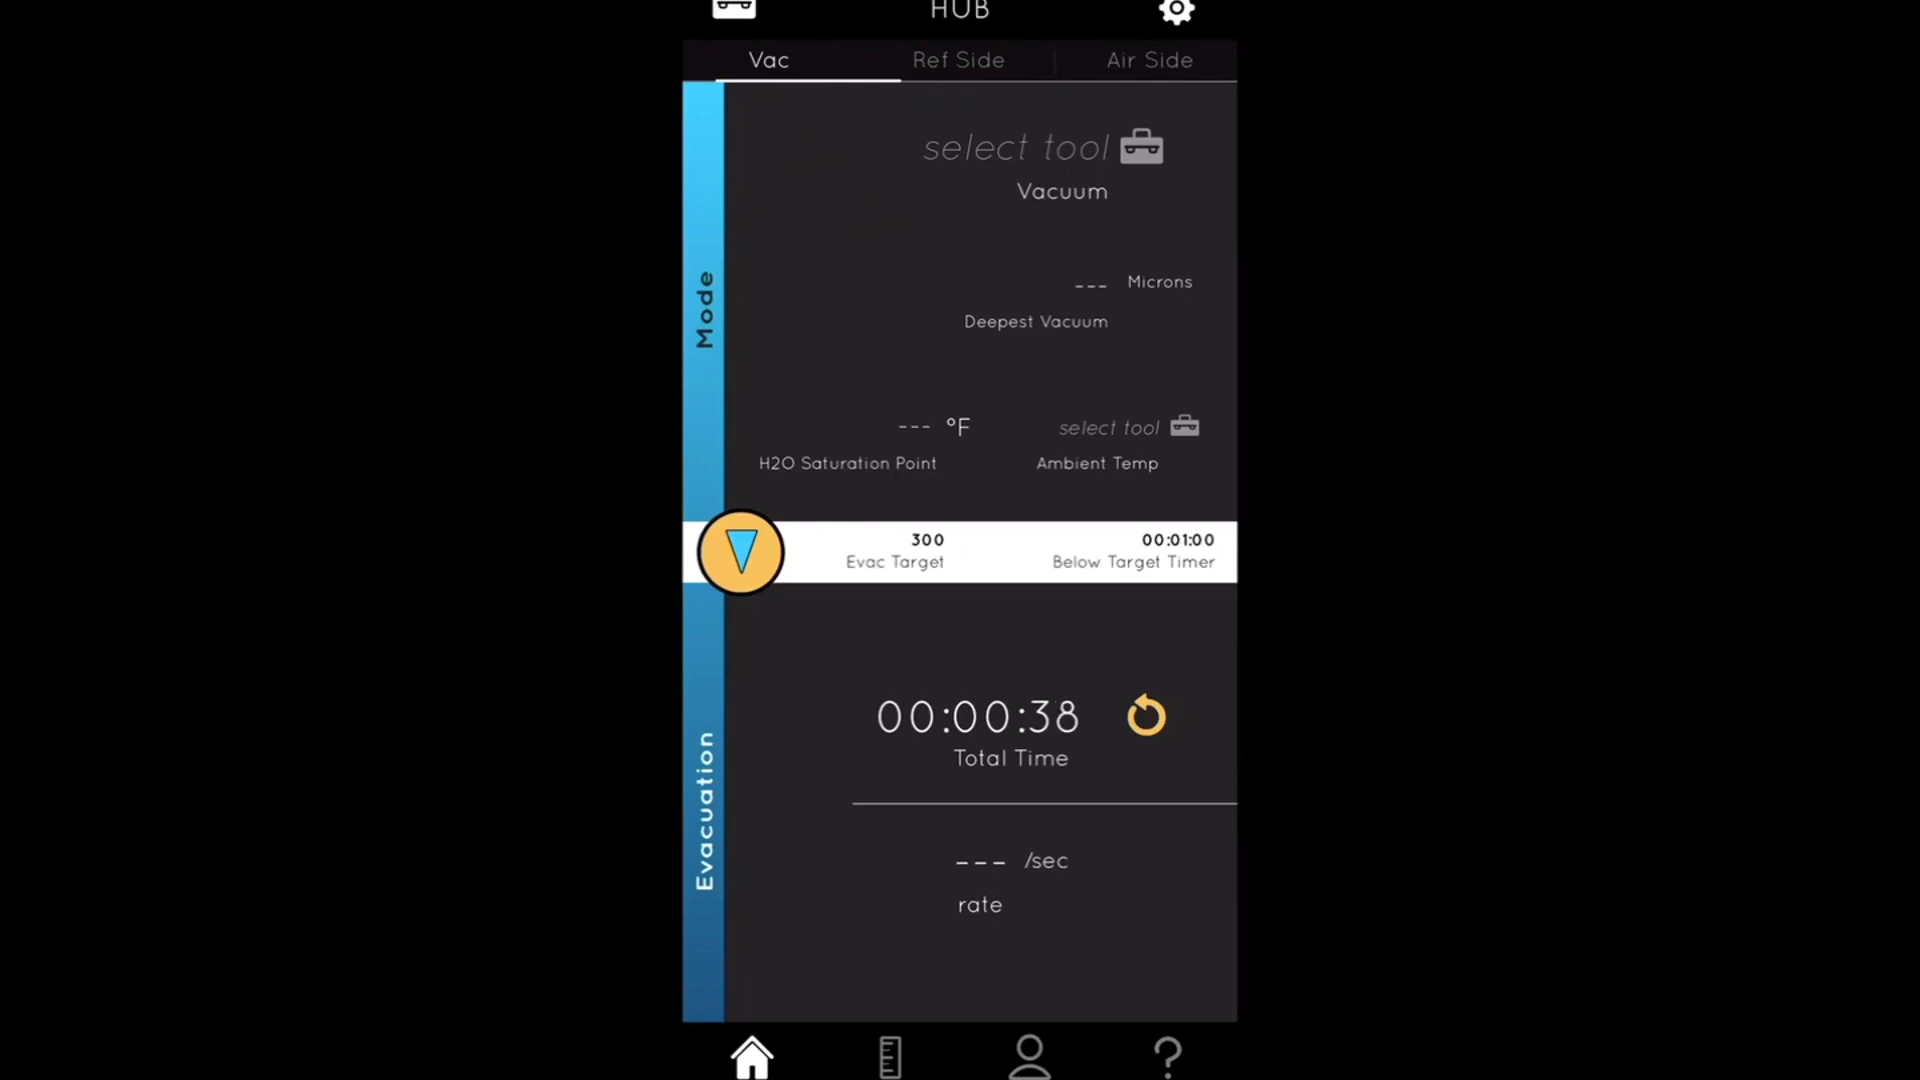 HUB
Vac Ref Side Air Side
select tool
Vacuum
--- Microns
Deepest Vacuum
--- °F select tool
H2O Saturation Point Ambient Temp
Mode
300 00:01:00
Evac Target Below Target Timer
00:00:38
Total Time
Evacuation
--- /sec
rate
?